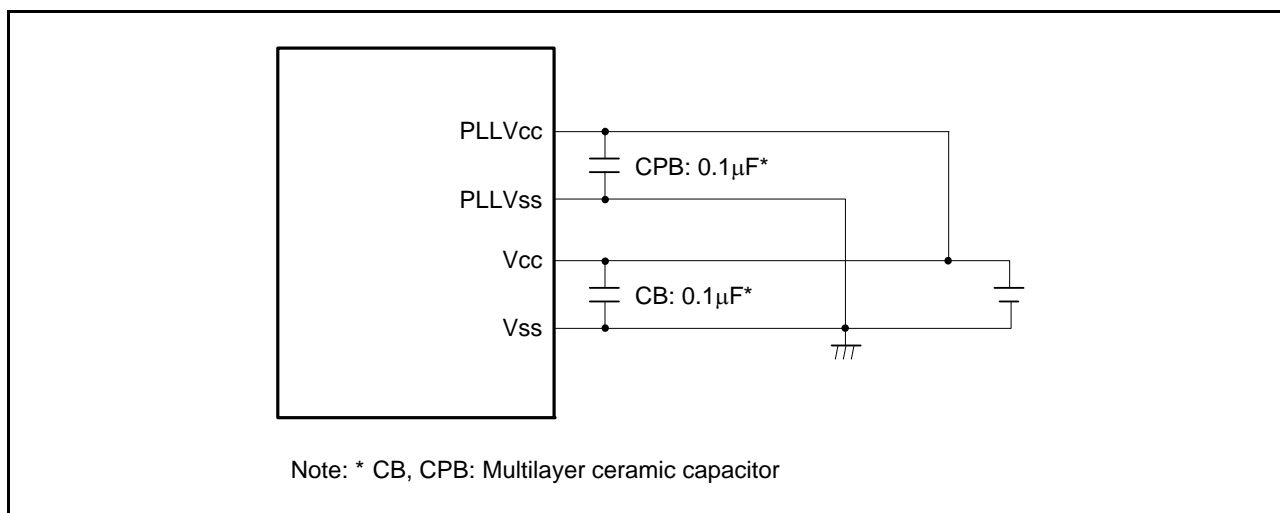 PLLVcc
CPB: 0.1μF*
PLLVss
Vcc
CB: 0.1μF*
Vss
Note: * CB, CPB: Multilayer ceramic capacitor